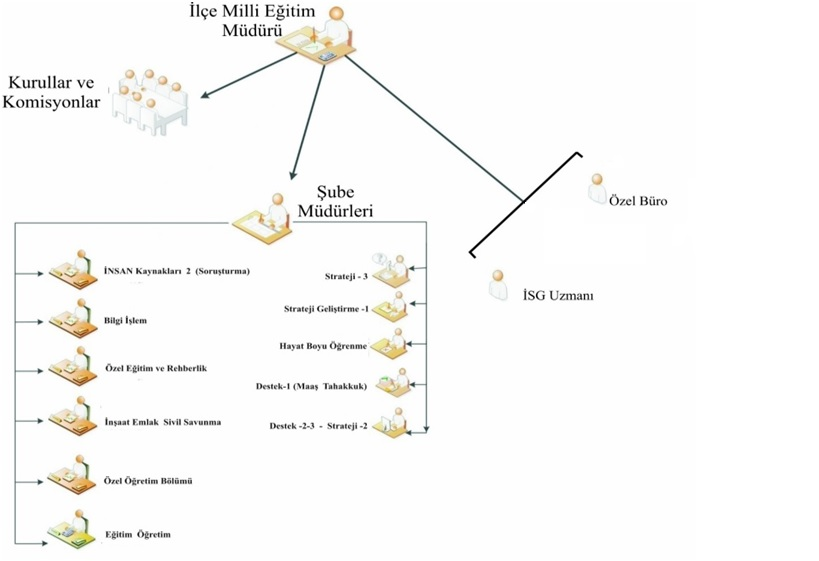 İlçe Milli Eğitim
Müdürü
Kurullar ve
Komisyonlar
Şube
Müdürleri
Özel Büro
İSG Uzmanı
İNSAN Kaynakları 2 (Soruşturma)
Bilgi İşlem
Özel Eğitim ve Rehberlik
İnşaat Emlak Sivil Savunma
Özel Öğretim Bölümü
Eğitim Öğretim
Strateji - 3
Strateji Geliştirme -1
Hayat Boyu Öğrenme
Destek-1 (Maaş Tahakkuk)
Destek -2-3 - Strateji -2